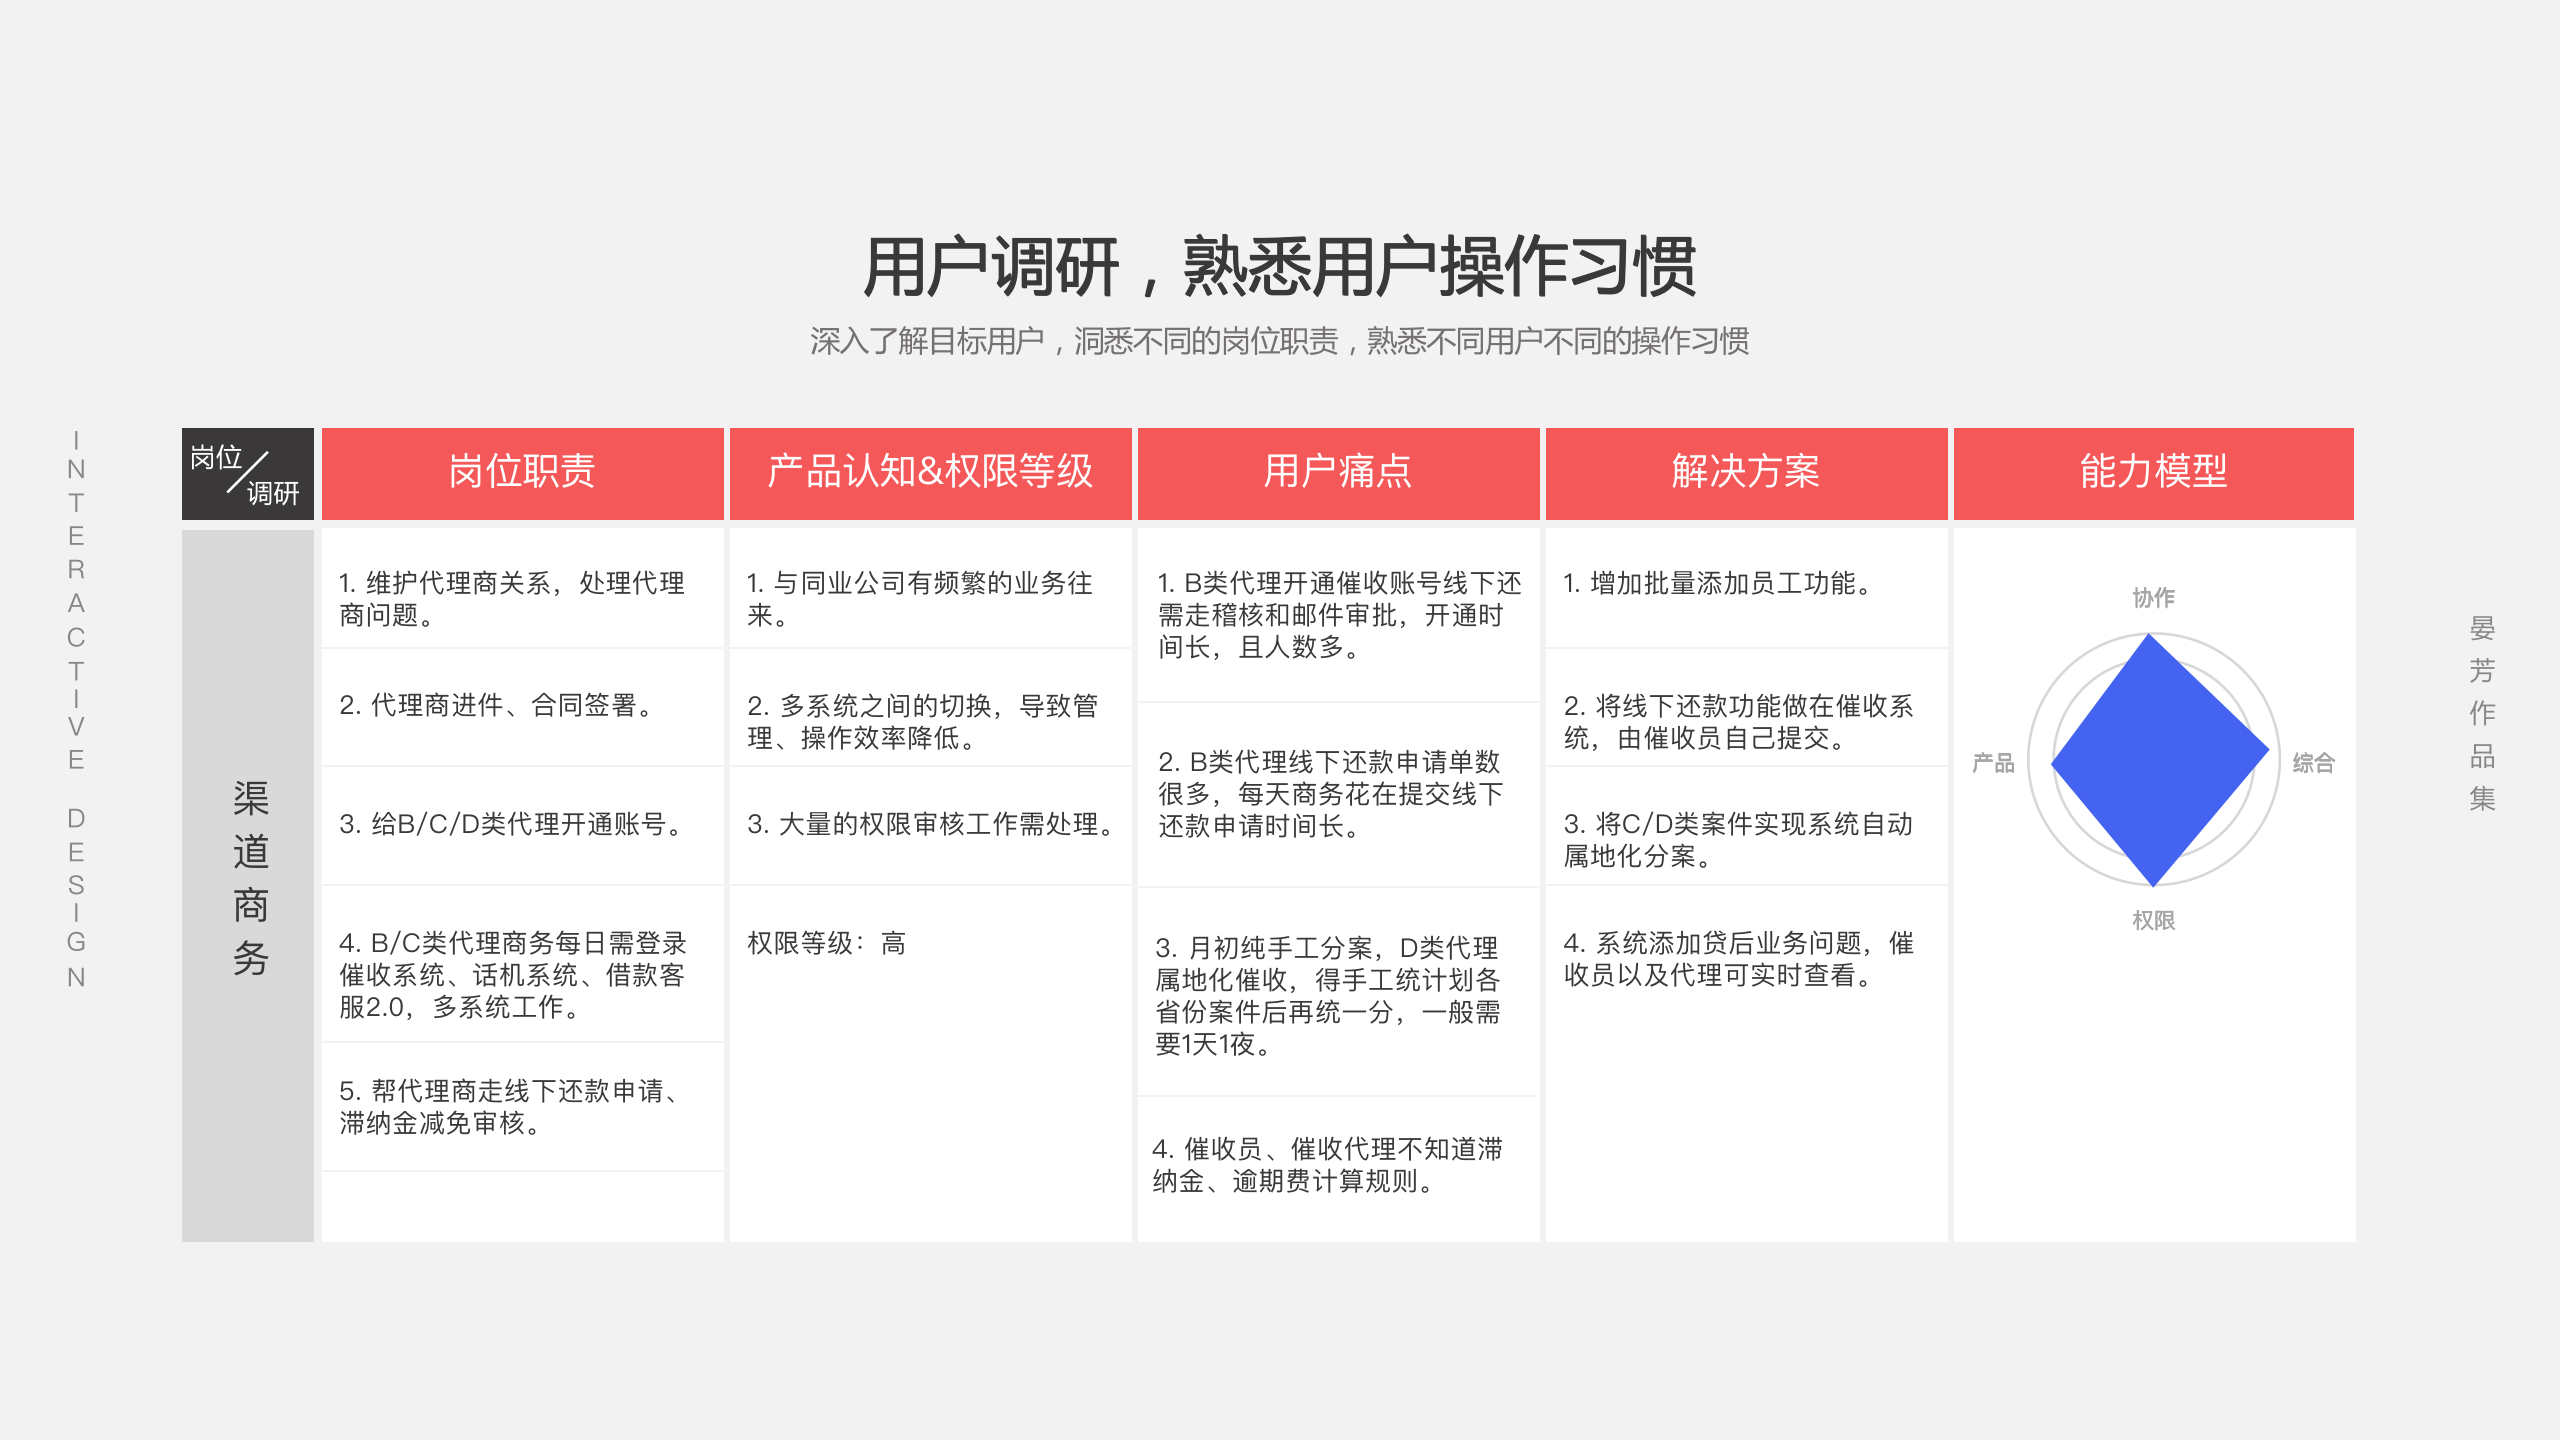 用户调研，熟悉用户操作习惯
深入了解目标用户，洞悉不同的岗位职责，熟悉不同用户不同的操作习惯
INTERACTIVE DESIGN
岗位
调研
岗位职责
产品认知&权限等级
用户痛点
解决方案
能力模型
渠道商务
1. 维护代理商关系，处理代理
商问题。
2. 代理商进件、合同签署。
3. 给B/C/D类代理开通账号。
4. B/C类代理商务每日需登录
催收系统、话机系统、借款客
服2.0，多系统工作。
5. 帮代理商走线下还款申请、
滞纳金减免审核。
1. 与同业公司有频繁的业务往
来。
2. 多系统之间的切换，导致管
理、操作效率降低。
3. 大量的权限审核工作需处理。
权限等级：高
1. B类代理开通催收账号线下还
需走稽核和邮件审批，开通时
间长，且人数多。
2. B类代理线下还款申请单数
很多，每天商务花在提交线下
还款申请时间长。
3. 月初纯手工分案，D类代理
属地化催收，得手工统计划各
省份案件后再统一分，一般需
要1天1夜。
4. 催收员、催收代理不知道滞
纳金、逾期费计算规则。
1. 增加批量添加员工功能。
2. 将线下还款功能做在催收系
统，由催收员自己提交。
3. 将C/D类案件实现系统自动
属地化分案。
4. 系统添加贷后业务问题，催
收员以及代理可实时查看。
协作
产品
综合
权限
晏芳作品集